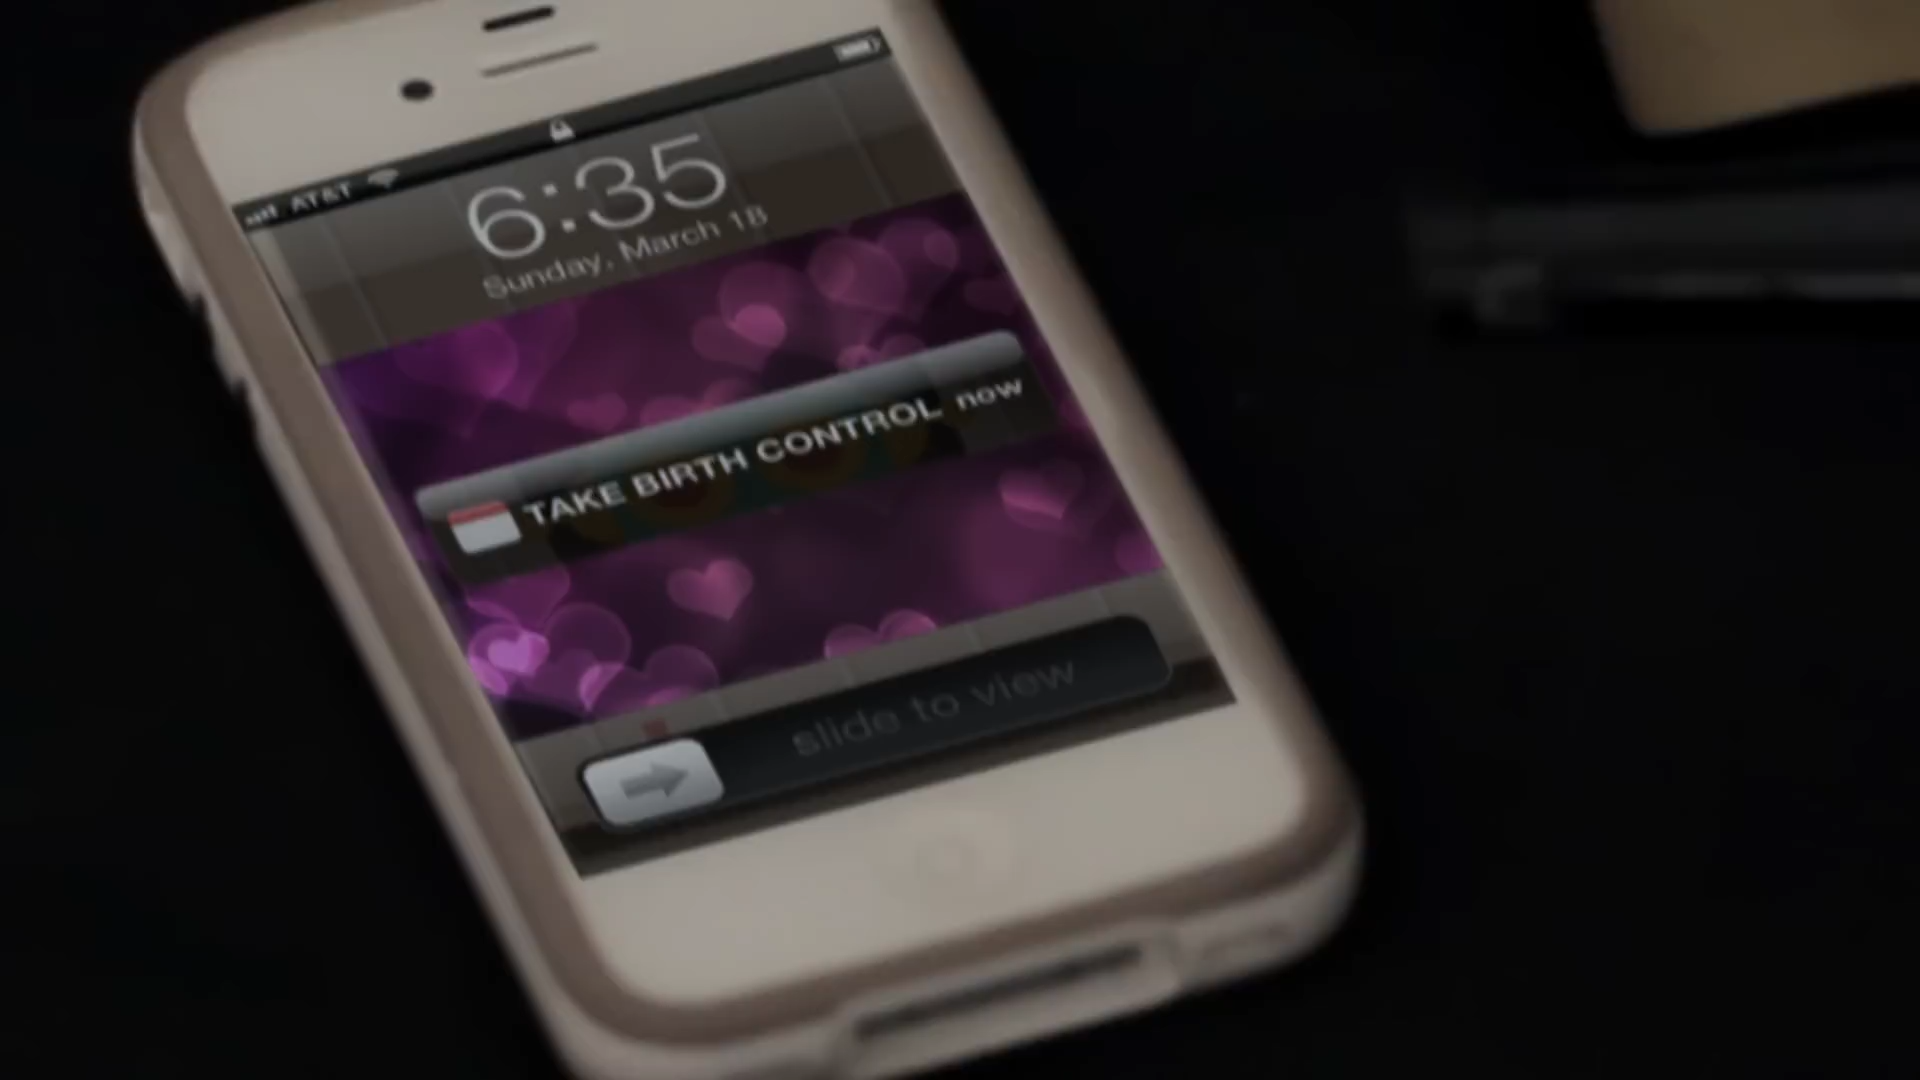 AT&T
6:35
Sunday, March 18
TAKE BIRTH CONTROL now
slide to view